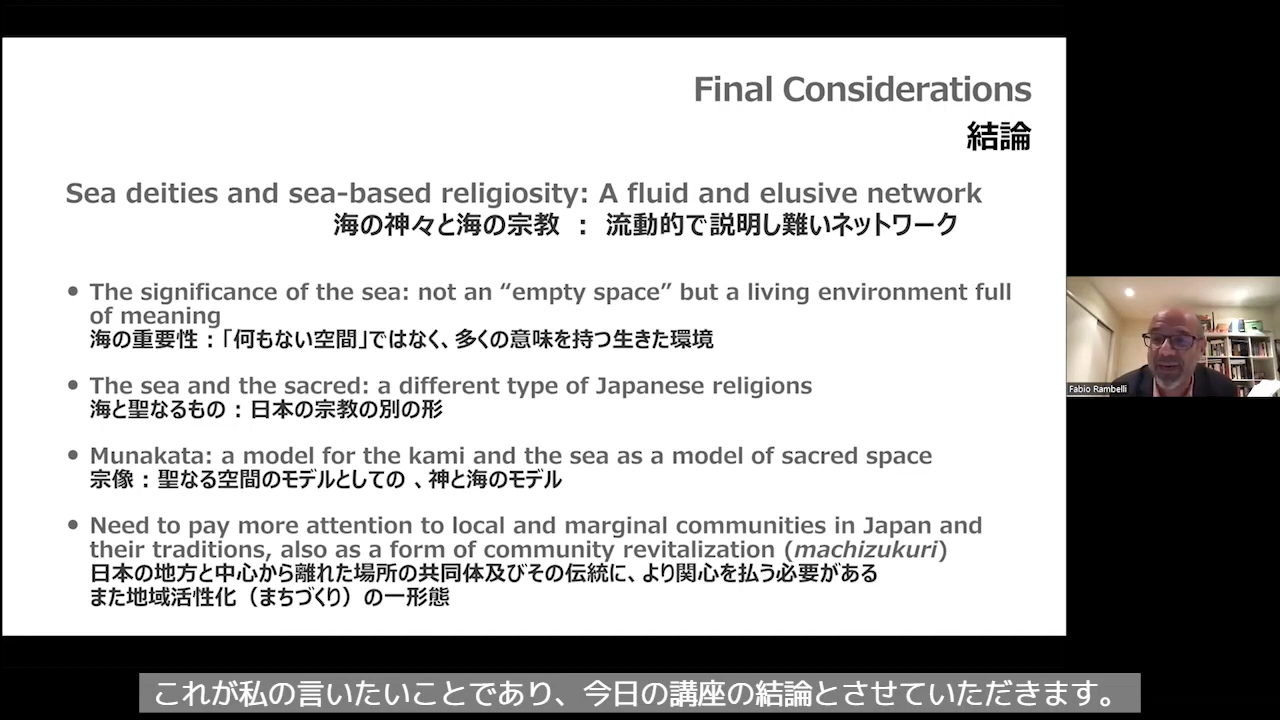 Final Considerations
結論
Sea deities and sea-based religiosity: A fluid and elusive network
海の神々と海の宗教 : 流動的で説明し難いネットワーク
• The significance of the sea: not an “empty space” but a living environment full
of meaning
海の重要性 : 「何もない空間」ではなく、多くの意味を持つ生きた環境
• The sea and the sacred: a different type of Japanese religions
海と聖なるもの : 日本の宗教の別の形
• Munakata: a model for the kami and the sea as a model of sacred space
宗像 : 聖なる空間のモデルとしての 、神と海のモデル
• Need to pay more attention to local and marginal communities in Japan and
their traditions, also as a form of community revitalization (machizukuri)
日本の地方と中心から離れた場所の共同体及びその伝統に、より関心を払う必要がある
また地域活性化（まちづくり）の一形態
Fabio Rambelli
これが私の言いたいことであり、今日の講座の結論とさせていただきます。